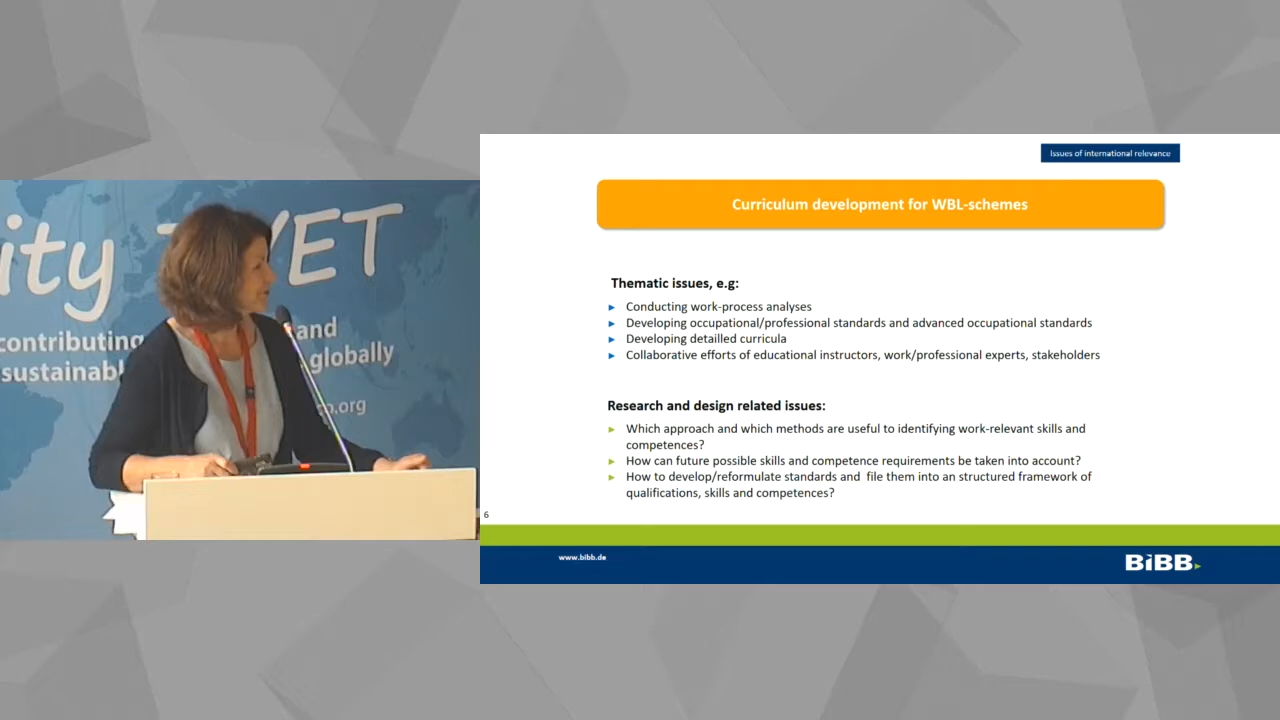 ity TVET
contributing and
sustainabl globally
o.org
Issues of international relevance
Curriculum development for WBL-schemes
Thematic issues, e.g:
Conducting work-process analyses
Developing occupational/professional standards and advanced occupational standards
Developing detailled curricula
Collaborative efforts of educational instructors, work/professional experts, stakeholders
Research and design related issues:
Which approach and which methods are useful to identifying work-relevant skills and
competences?
How can future possible skills and competence requirements be taken into account?
How to develop/reformulate standards and file them into an structured framework of
qualifications, skills and competences?
6
www.bibb.de
BiBB